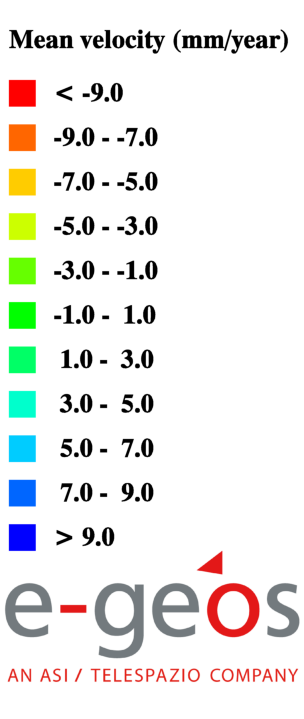 Mean velocity (mm/year)
< -9.0
-9.0 - -7.0
-7.0 - -5.0
-5.0 - -3.0
-3.0 - -1.0
-1.0 - 1.0
1.0 - 3.0
3.0 - 5.0
5.0 - 7.0
7.0 - 9.0
> 9.0
e-geos
AN ASI / TELESPAZIO COMPANY